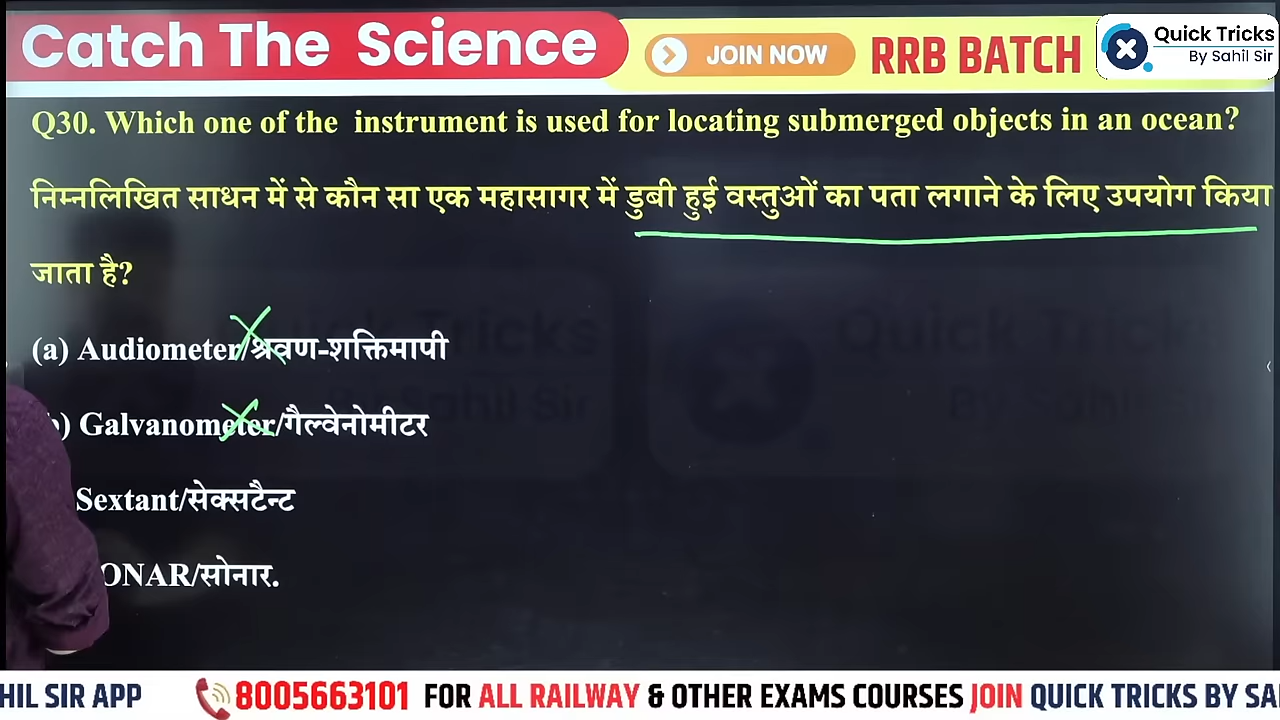 Catch The Science
JOIN NOW
RRB BATCH
Quick Tricks
By Sahil Sir
Q30. Which one of the instrument is used for locating submerged objects in an ocean?
निम्नलिखित साधन में से कौन सा एक महासागर में डुबी हुई वस्तुओं का पता लगाने के लिए उपयोग किया
जाता है?
(a) Audiometer/श्रवण-शक्तिमापी
) Galvanometer/गैल्वेनोमीटर
Sextant/सेक्सटैन्ट
ONAR/सोनार.
HIL SIR APP 8005663101 FOR ALL RAILWAY & OTHER EXAMS COURSES JOIN QUICK TRICKS BY SA